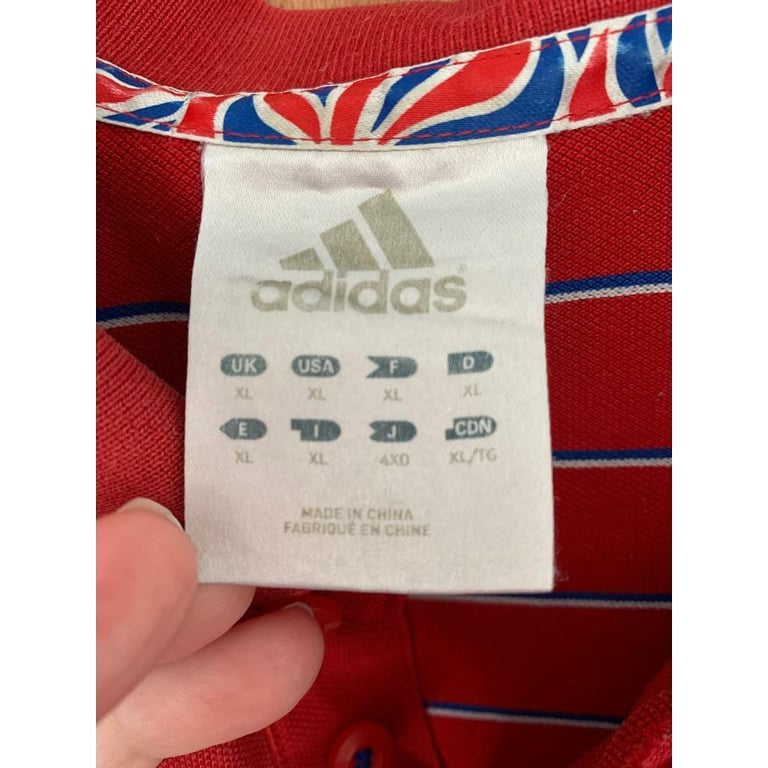 adidas
UK USA F D
XL XL XL XL
E I J CDN
XL XL 4XO XL/TG
MADE IN CHINA
FABRIQUÉ EN CHINE